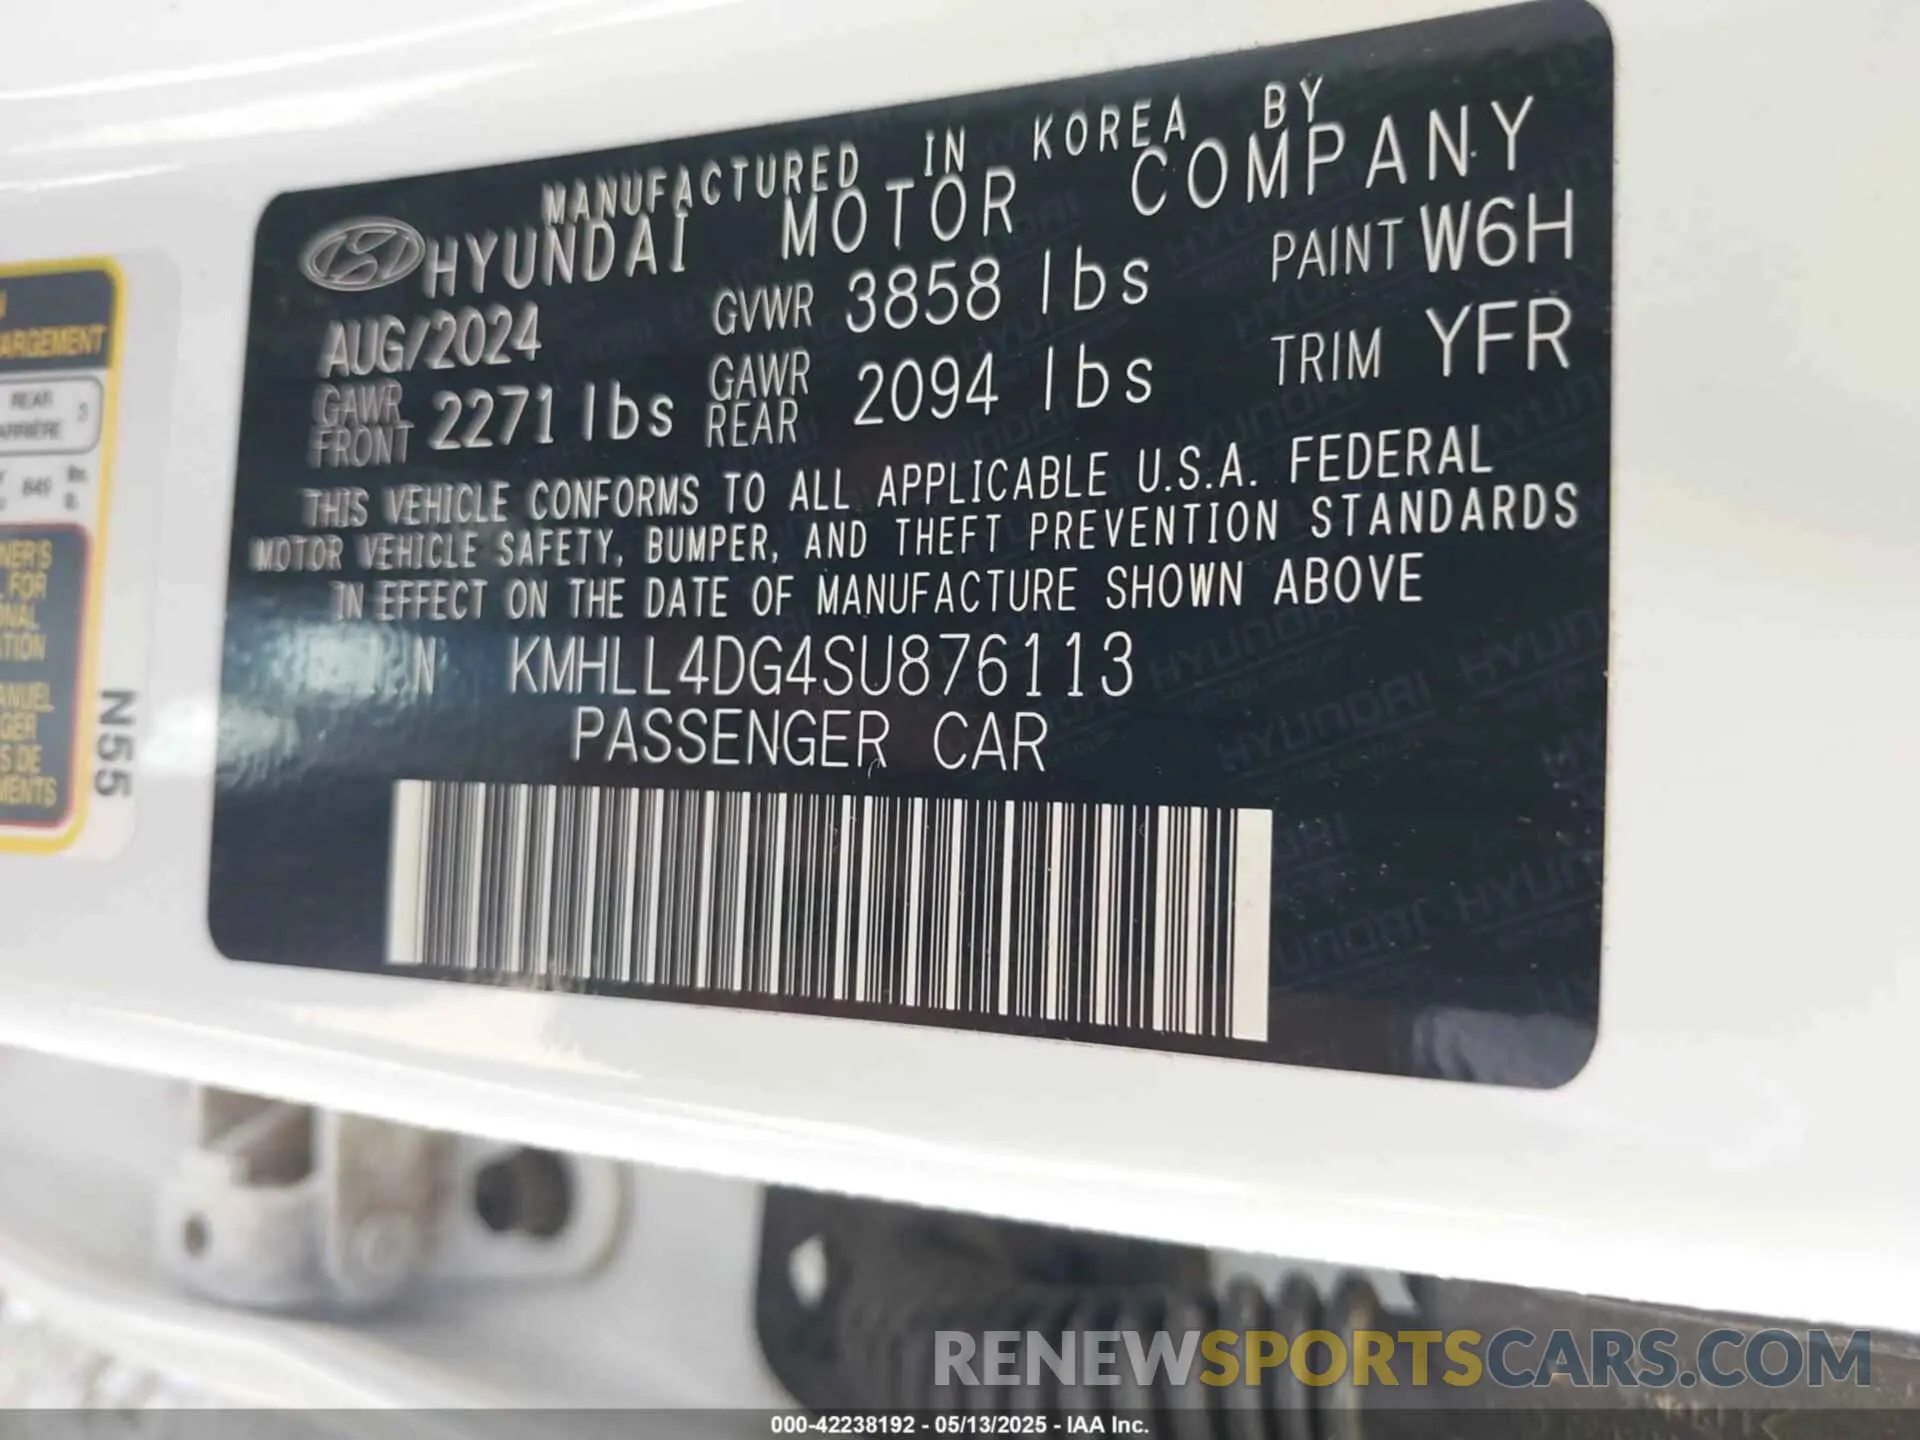 MANUFACTURED IN KOREA BY
HYUNDAI MOTOR COMPANY
AUG/2024 GVWR 3858 lbs PAINT W6H
GAWR FRONT 2271 lbs GAWR REAR 2094 lbs TRIM YFR
THIS VEHICLE CONFORMS TO ALL APPLICABLE U.S.A. FEDERAL
MOTOR VEHICLE SAFETY, BUMPER, AND THEFT PREVENTION STANDARDS
IN EFFECT ON THE DATE OF MANUFACTURE SHOWN ABOVE
N KMHLL4DG4SU876113
PASSENGER CAR
REAR 3
N55
RENEWSPORTSCARS.COM
000-42238192 - 05/13/2025 - IAA Inc.